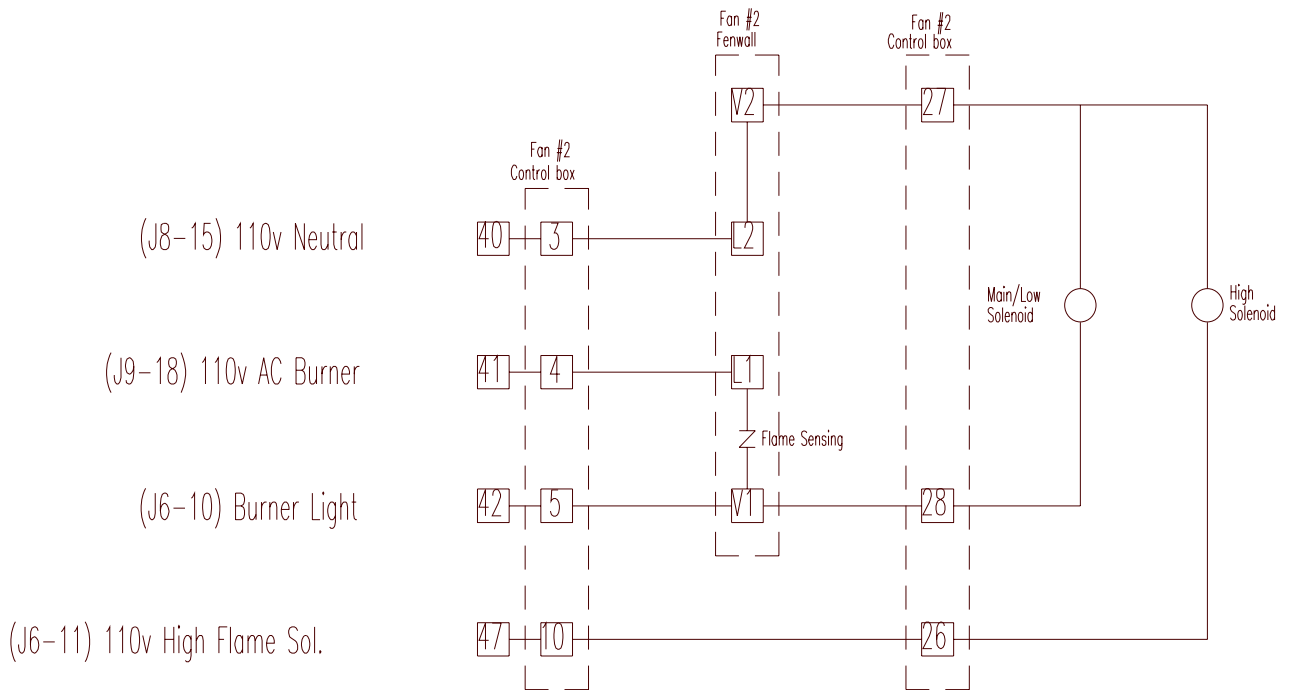 Fan #2
Fenwall
Fan #2
Control box
V2
27
Fan #2
Control box
(J8-15) 110v Neutral
40
3
L2
Main/Low
Solenoid
High
Solenoid
(J9-18) 110v AC Burner
41
4
L1
Flame Sensing
(J6-10) Burner Light
42
5
V1
28
(J6-11) 110v High Flame Sol.
47
10
26